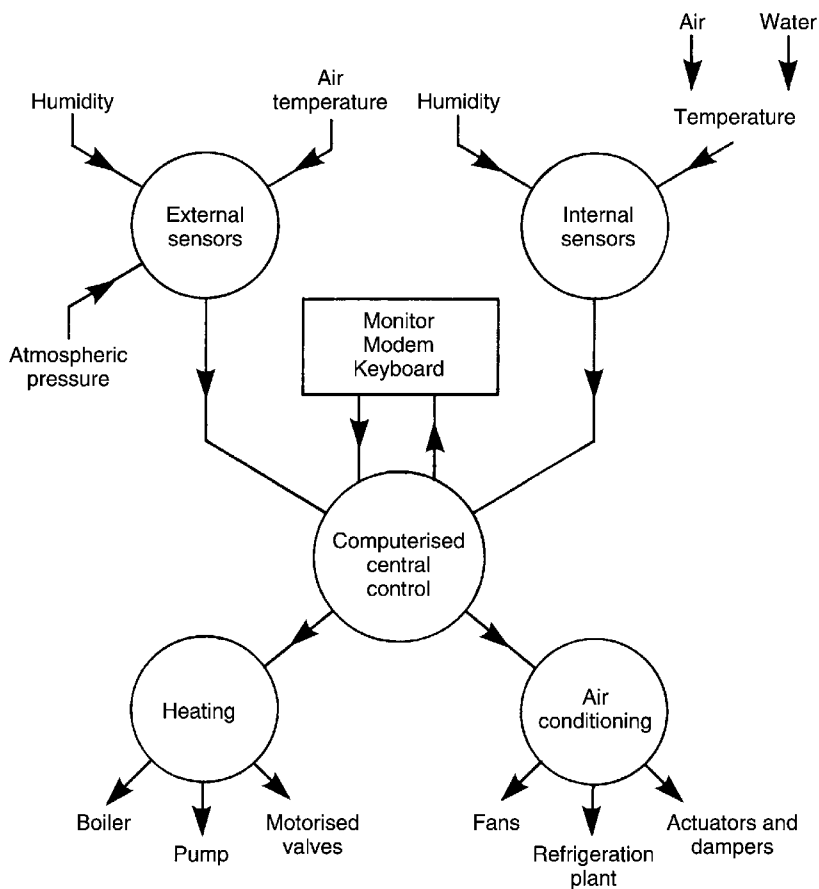 Air
Water
Humidity
Air
temperature
Humidity
Temperature
External
sensors
Internal
sensors
Atmospheric
pressure
Monitor
Modem
Keyboard
Computerised
central
control
Heating
Air
conditioning
Boiler
Pump
Motorised
valves
Fans
Refrigeration
plant
Actuators and
dampers